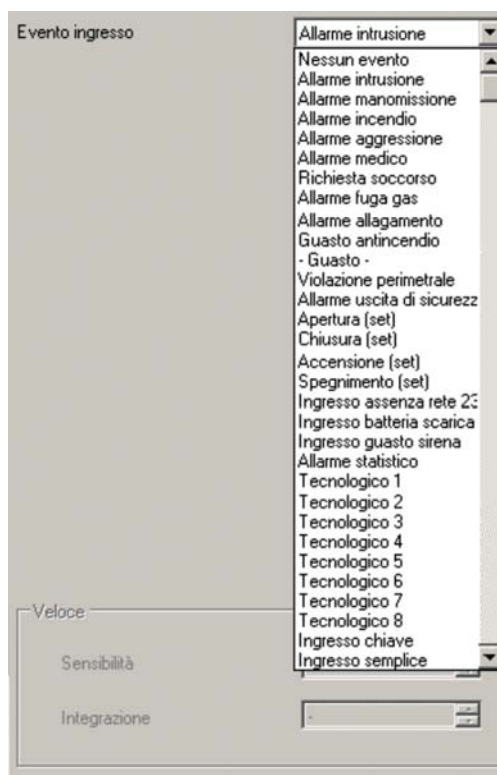 Evento ingresso
Allarme intrusione
Nessun evento
Allarme intrusione
Allarme manomissione
Allarme incendio
Allarme aggressione
Allarme medico
Richiesta soccorso
Allarme fuga gas
Allarme allagamento
Guasto antincendio
- Guasto -
Violazione perimetrale
Allarme uscita di sicurezz
Apertura (set)
Chiusura (set)
Accensione (set)
Spegnimento (set)
Ingresso assenza rete 23
Ingresso batteria scarica
Ingresso guasto sirena
Allarme statistico
Tecnologico 1
Tecnologico 2
Tecnologico 3
Tecnologico 4
Tecnologico 5
Tecnologico 6
Tecnologico 7
Tecnologico 8
Ingresso chiave
Ingresso semplice
Veloce
Sensibilità
Integrazione
-